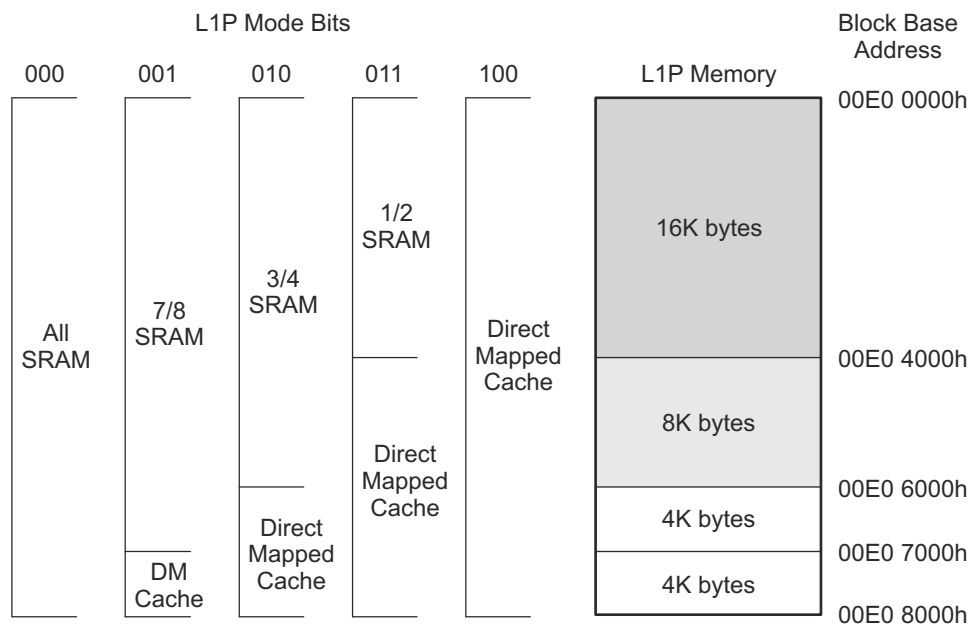 L1P Mode Bits
Block Base
Address
000 001 010 011 100 L1P Memory
00E0 0000h
1/2
SRAM
16K bytes
3/4
SRAM
7/8
SRAM
All
SRAM
Direct
Mapped
Cache
00E0 4000h
8K bytes
Direct
Mapped
Cache
00E0 6000h
4K bytes
Direct
Mapped
Cache
00E0 7000h
DM
Cache
4K bytes
00E0 8000h